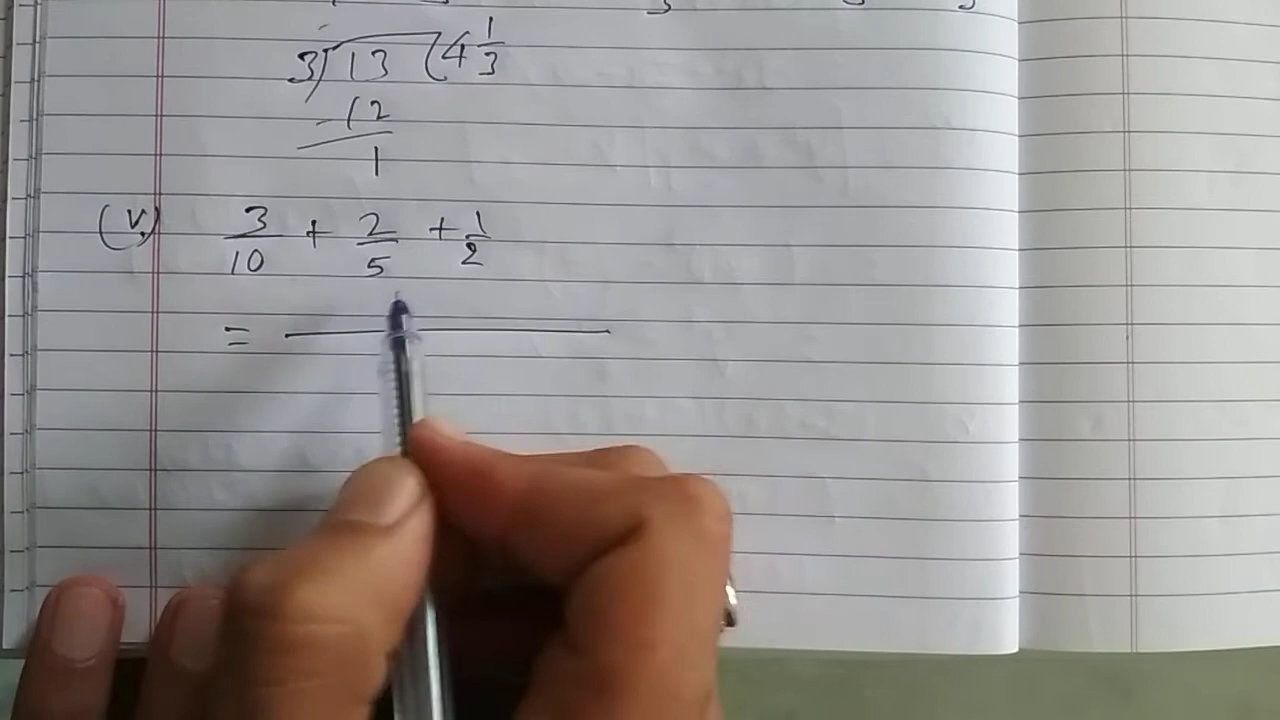 3) 13 (4 1/3
-12
1
(v.) 3/10 + 2/5 + 1/2
=